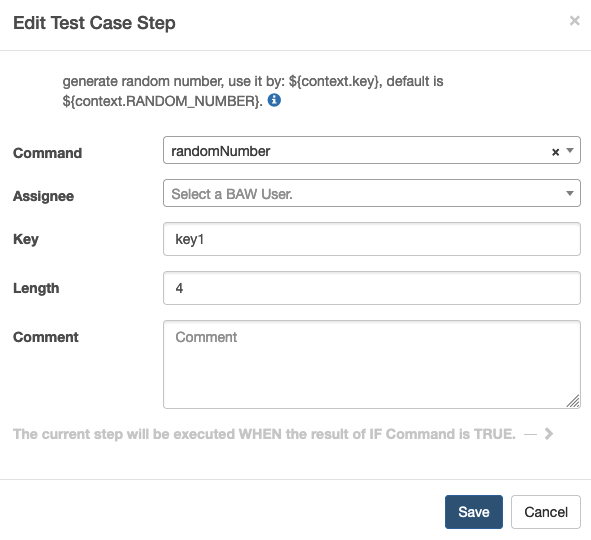 Edit Test Case Step
×
generate random number, use it by: ${context.key}, default is
${context.RANDOM_NUMBER}.
Command
randomNumber
×
Assignee
Select a BAW User.
Key
key1
Length
4
Comment
Comment
The current step will be executed WHEN the result of IF Command is TRUE. —
Save
Cancel